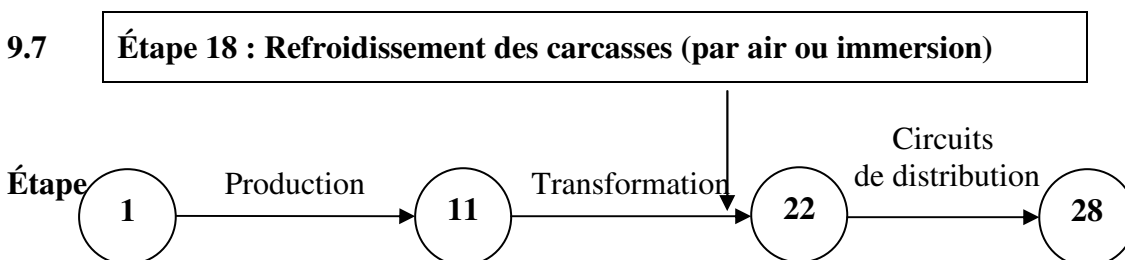 9.7 Étape 18 : Refroidissement des carcasses (par air ou immersion)
Circuits
de distribution
Étape
Production
Transformation
1
11
22
28